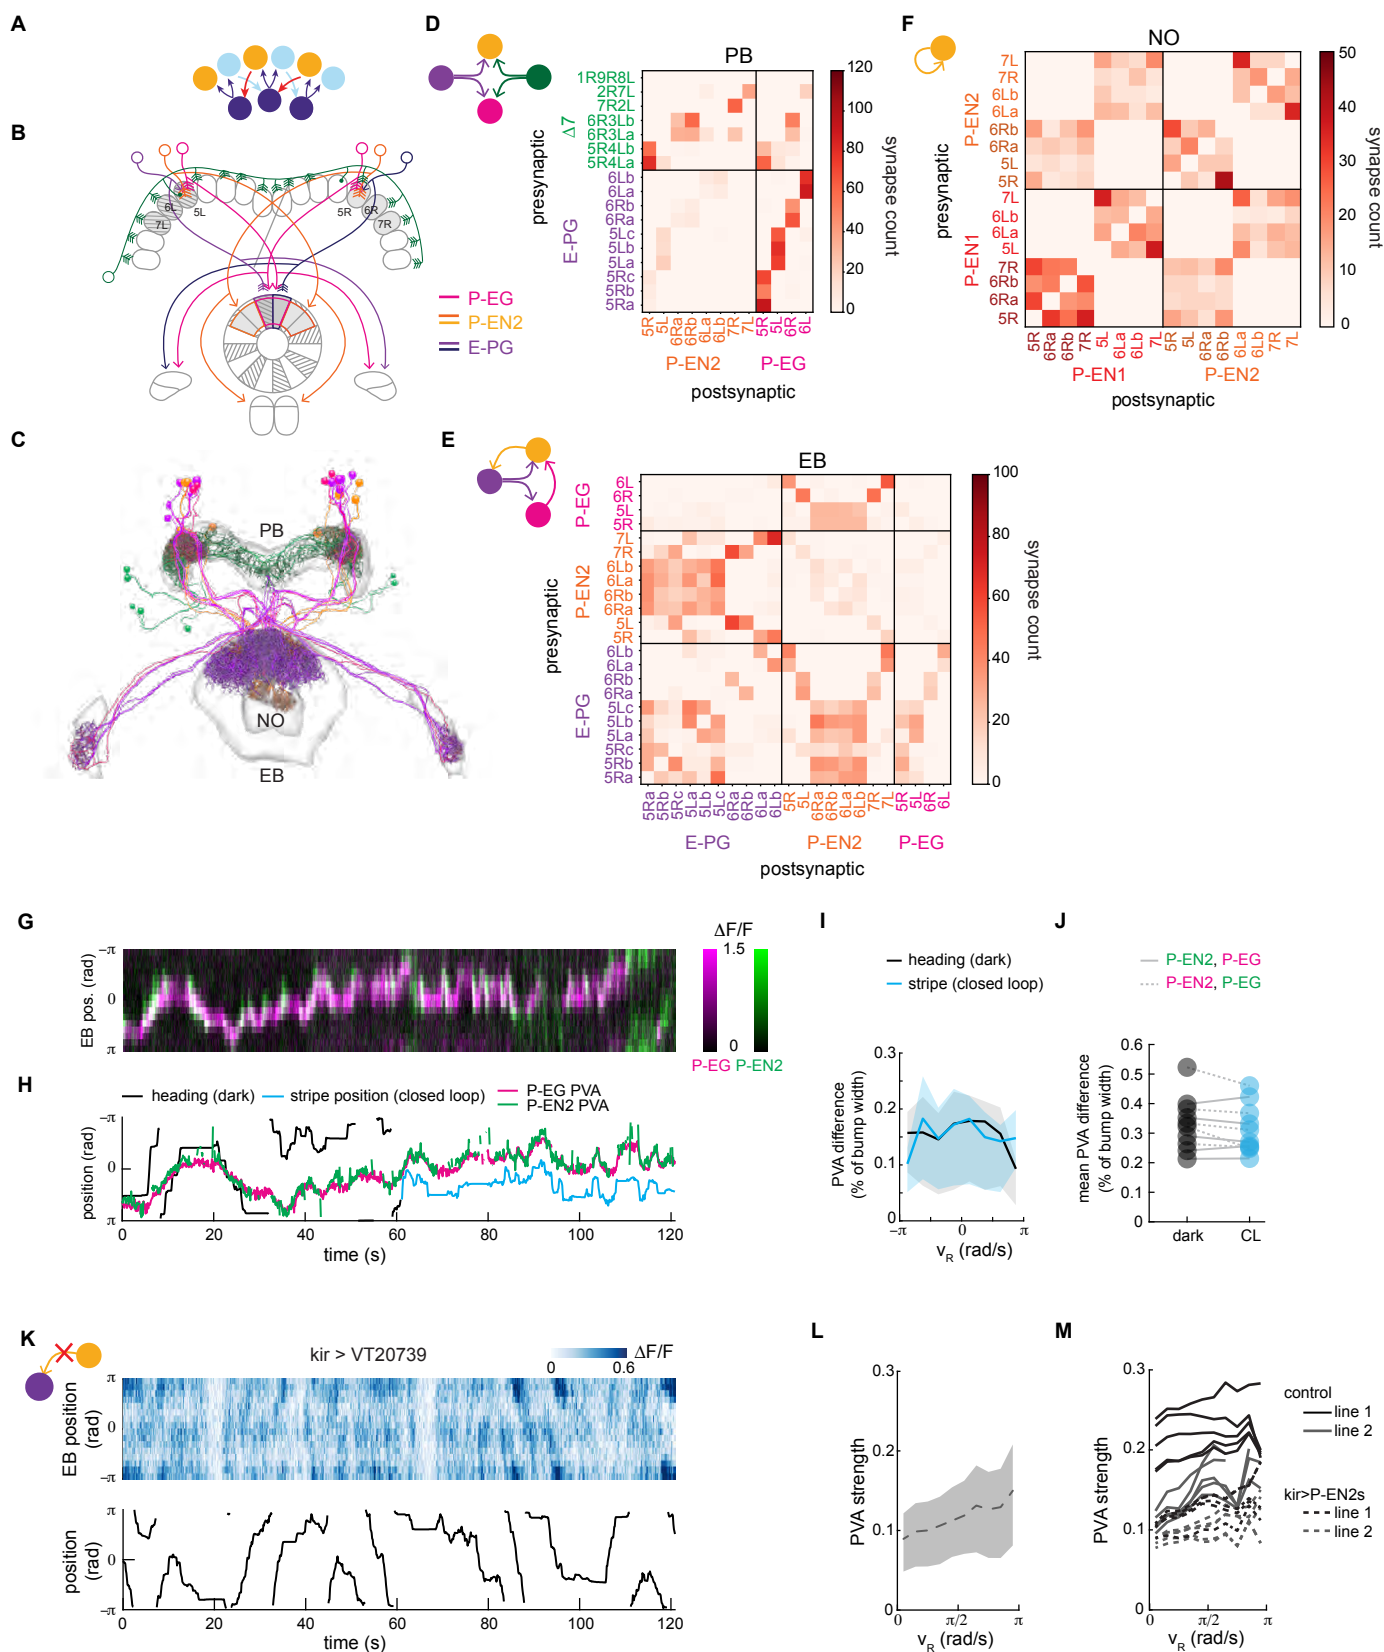 A
B
6L
5L
7L
5R
6R
7R
P-EG
P-EN2
E-PG
C
PB
NO
EB
D
PB
presynaptic
Δ7
1R9R8L
2R7L
7R2L
6R3Lb
6R3La
5R4Lb
5R4La
E-PG
6Lb
6La
6Rb
6Ra
5Lc
5Lb
5La
5Rc
5Rb
5Ra
5R 5L 6Ra 6Rb 6La 6Lb 7R 7L 5R 5L 6R 6L
P-EN2 P-EG
postsynaptic
120
100
80
60
40
20
0
synapse count
E
EB
presynaptic
P-EG
6L
6R
5L
5R
P-EN2
7L
7R
6Lb
6La
6Rb
6Ra
5L
5R
E-PG
6Lb
6La
6Rb
6Ra
5Lc
5Lb
5La
5Rc
5Rb
5Ra
5Ra 5Rb 5Rc 5La 5Lb 5Lc 6Ra 6Rb 6La 6Lb 5R 5L 6Ra 6Rb 6La 6Lb 7R 7L 5R 5L 6R 6L
E-PG P-EN2 P-EG
postsynaptic
100
80
60
40
20
0
synapse count
F
NO
presynaptic
P-EN2
7L
7R
6Lb
6La
6Rb
6Ra
5L
5R
P-EN1
7L
6Lb
6La
5L
7R
6Rb
6Ra
5R
5R 6Ra 6Rb 7R 5L 6La 6Lb 7L 5R 5L 6Ra 6Rb 6La 6Lb 7R 7L
P-EN1 P-EN2
postsynaptic
50
40
30
20
10
0
synapse count
G
EB pos. (rad)
−π
0
π
ΔF/F
1.5
0
P-EG P-EN2
H
heading (dark) stripe position (closed loop) P-EG PVA
P-EN2 PVA
position (rad)
−π
0
π
0 20 40 60 80 100 120
time (s)
I
heading (dark)
stripe (closed loop)
PVA difference
(% of bump width)
0.3
0.2
0.1
0
−π 0 π
vR (rad/s)
J
P-EN2, P-EG
P-EN2, P-EG
mean PVA difference
(% of bump width)
0.6
0.5
0.4
0.3
0.2
0.1
0
dark CL
K
kir > VT20739
ΔF/F
0 0.6
EB position
(rad)
π
0
−π
position
(rad)
π
0
−π
0 20 40 60 80 100 120
time (s)
L
PVA strength
0.3
0.2
0.1
0
0 π/2 π
vR (rad/s)
M
PVA strength
0.3
0.2
0.1
0
0 π/2 π
vR (rad/s)
control
line 1
line 2
kir>P-EN2s
line 1
line 2